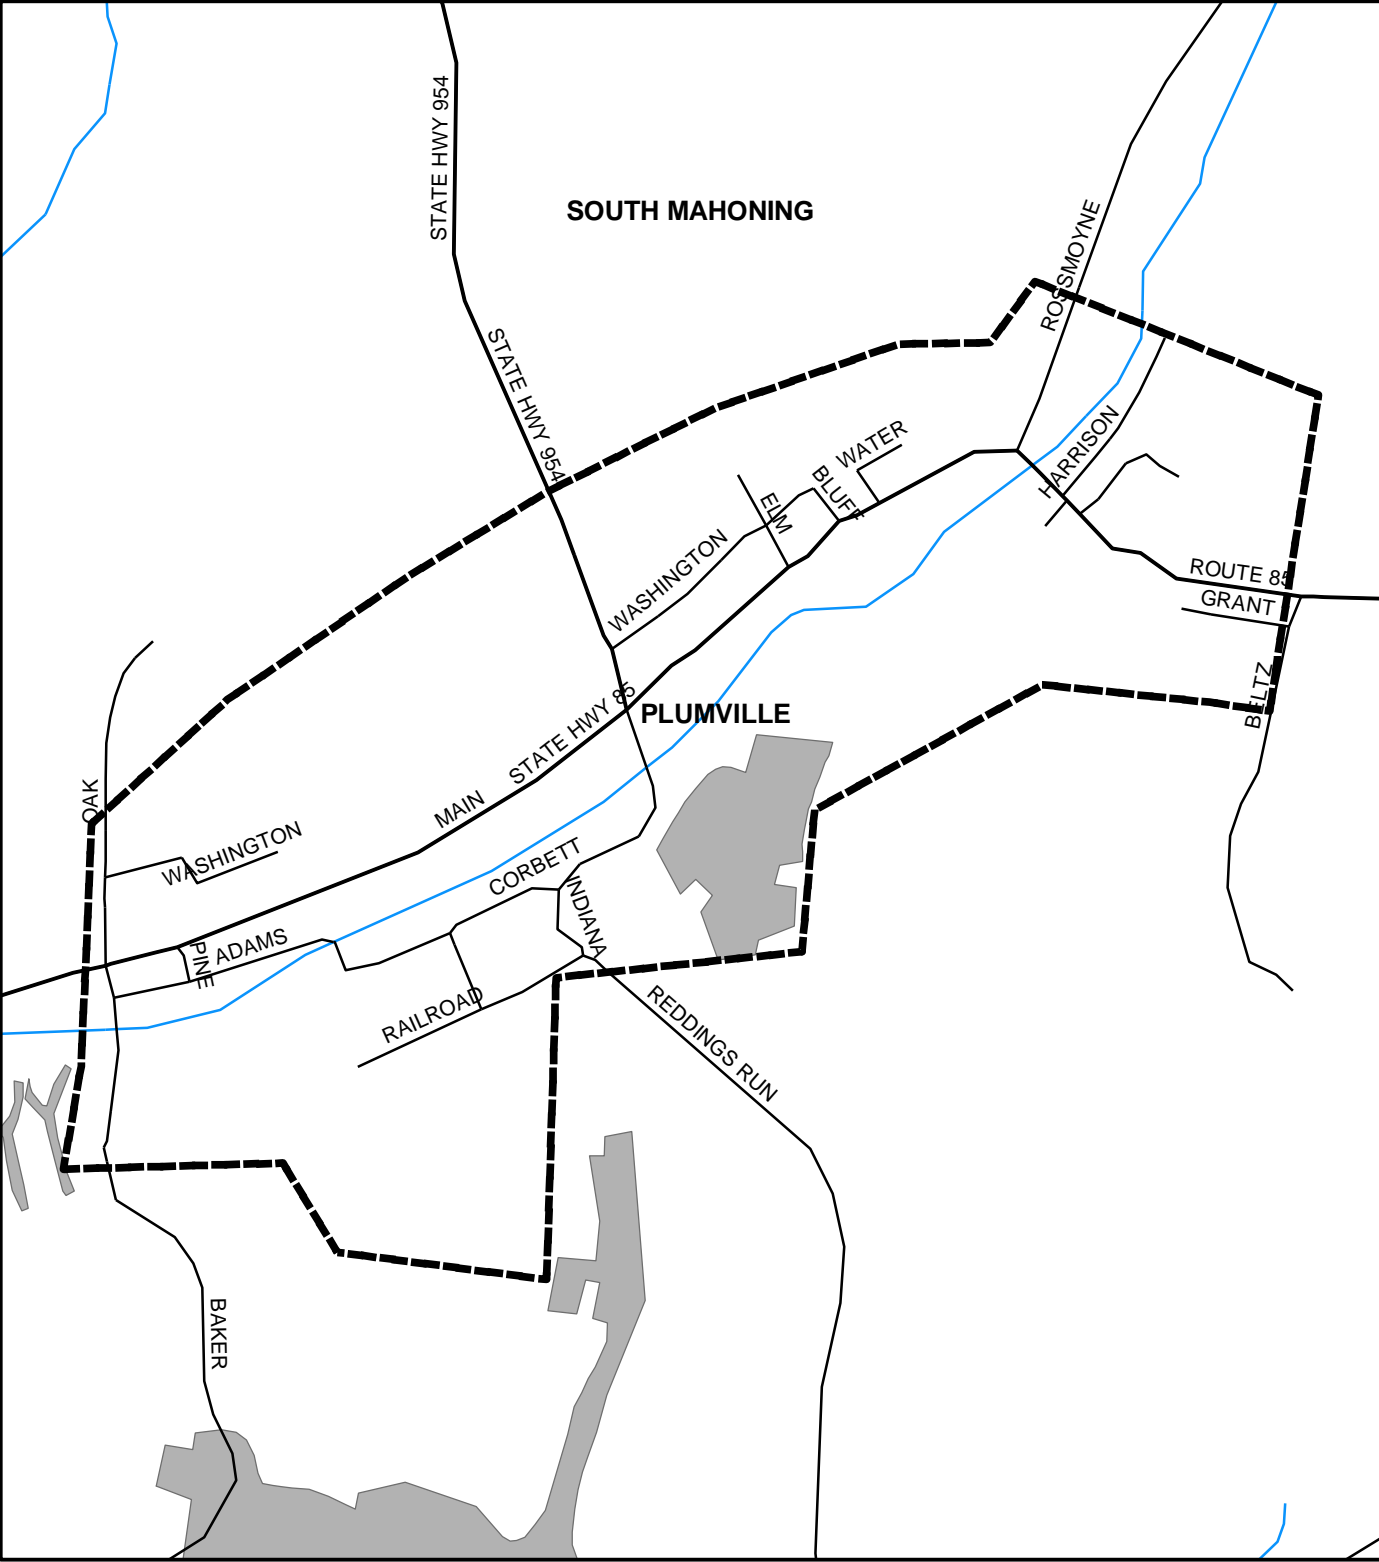 STATE HWY 954
SOUTH MAHONING
ROSSMOYNE
STATE HWY 954
HARRISON
WATER
BLUFF
ELM
WASHINGTON
ROUTE 85
GRANT
BELTZ
STATE HWY 85
PLUMVILLE
MAIN
OAK
WASHINGTON
CORBETT
INDIANA
ADAMS
PINE
RAILROAD
REDDINGS RUN
BAKER